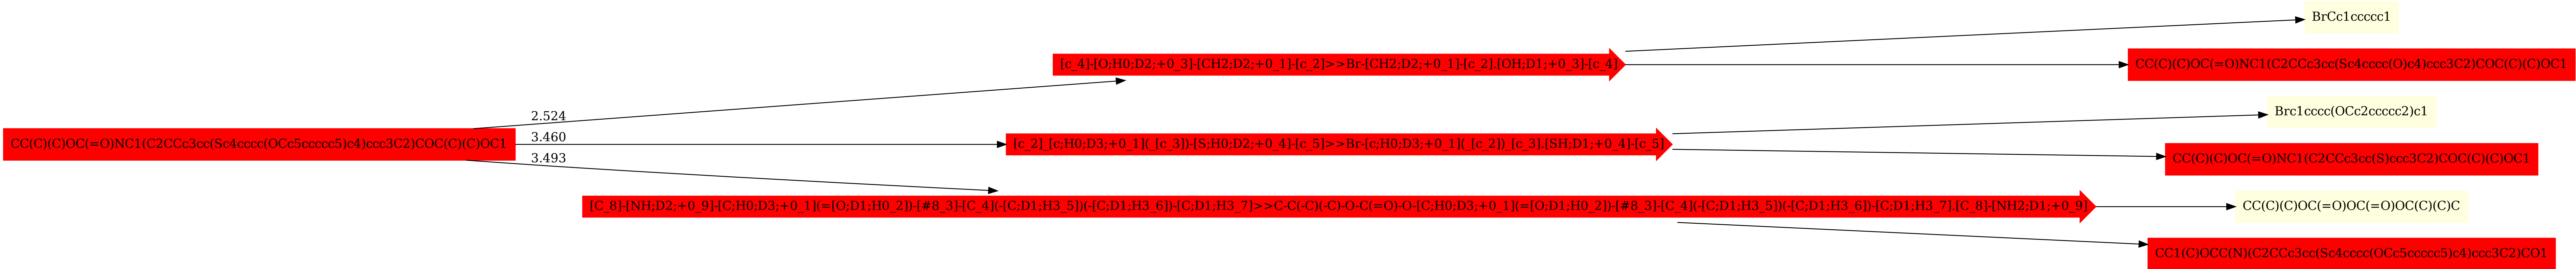 BrCc1ccccc1
[c_4]-[O;H0;D2;+0_3]-[CH2;D2;+0_1]-[c_2]>>Br-[CH2;D2;+0_1]-[c_2].[OH;D1;+0_3]-[c_4]
CC(C)(C)OC(=O)NC1(C2CCc3cc(Sc4cccc(O)c4)ccc3C2)COC(C)(C)OC1
2.524
Brc1cccc(OCc2ccccc2)c1
CC(C)(C)OC(=O)NC1(C2CCc3cc(Sc4cccc(OCc5ccccc5)c4)ccc3C2)COC(C)(C)OC1
3.460
[c_2]_[c;H0;D3;+0_1](_[c_3])-[S;H0;D2;+0_4]-[c_5]>>Br-[c;H0;D3;+0_1](_[c_2])_[c_3].[SH;D1;+0_4]-[c_5]
CC(C)(C)OC(=O)NC1(C2CCc3cc(S)ccc3C2)COC(C)(C)OC1
3.493
[C_8]-[NH;D2;+0_9]-[C;H0;D3;+0_1](=[O;D1;H0_2])-[#8_3]-[C_4](-[C;D1;H3_5])(-[C;D1;H3_6])-[C;D1;H3_7]>>C-C(-C)(-C)-O-C(=O)-O-[C;H0;D3;+0_1](=[O;D1;H0_2])-[#8_3]-[C_4](-[C;D1;H3_5])(-[C;D1;H3_6])-[C;D1;H3_7].[C_8]-[NH2;D1;+0_9]
CC(C)(C)OC(=O)OC(=O)OC(C)(C)C
CC1(C)OCC(N)(C2CCc3cc(Sc4cccc(OCc5ccccc5)c4)ccc3C2)CO1